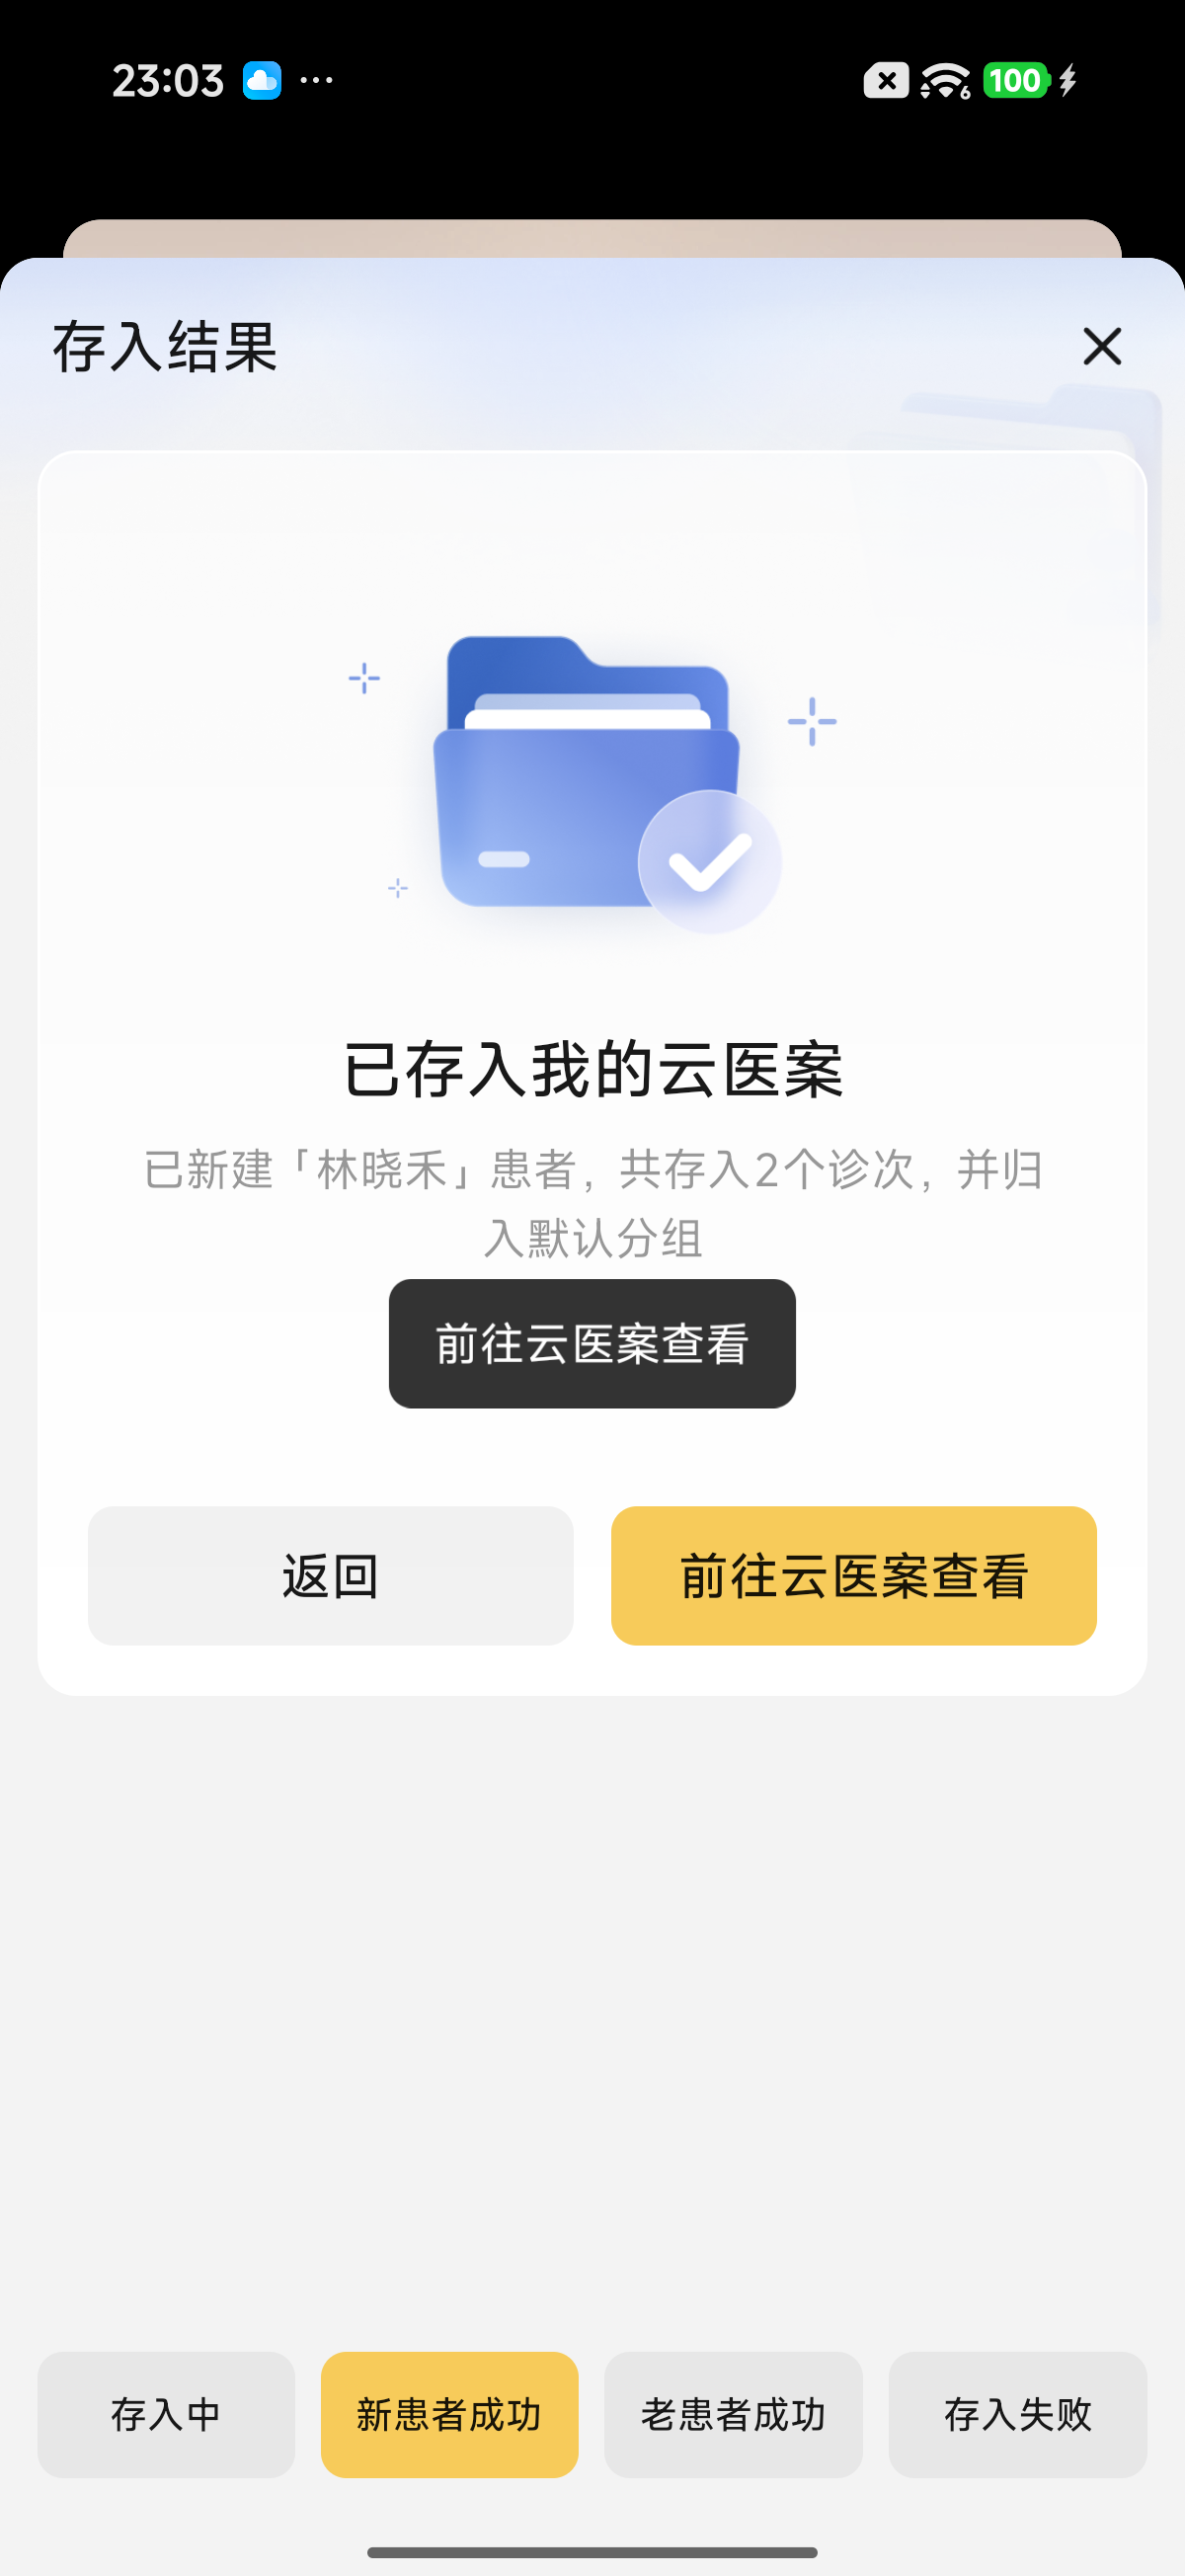 23:03
6
100
存入结果
已存入我的云医案
已新建「林晓禾」患者，共存入2个诊次，并归
入默认分组
前往云医案查看
返回
前往云医案查看
存入中
新患者成功
老患者成功
存入失败